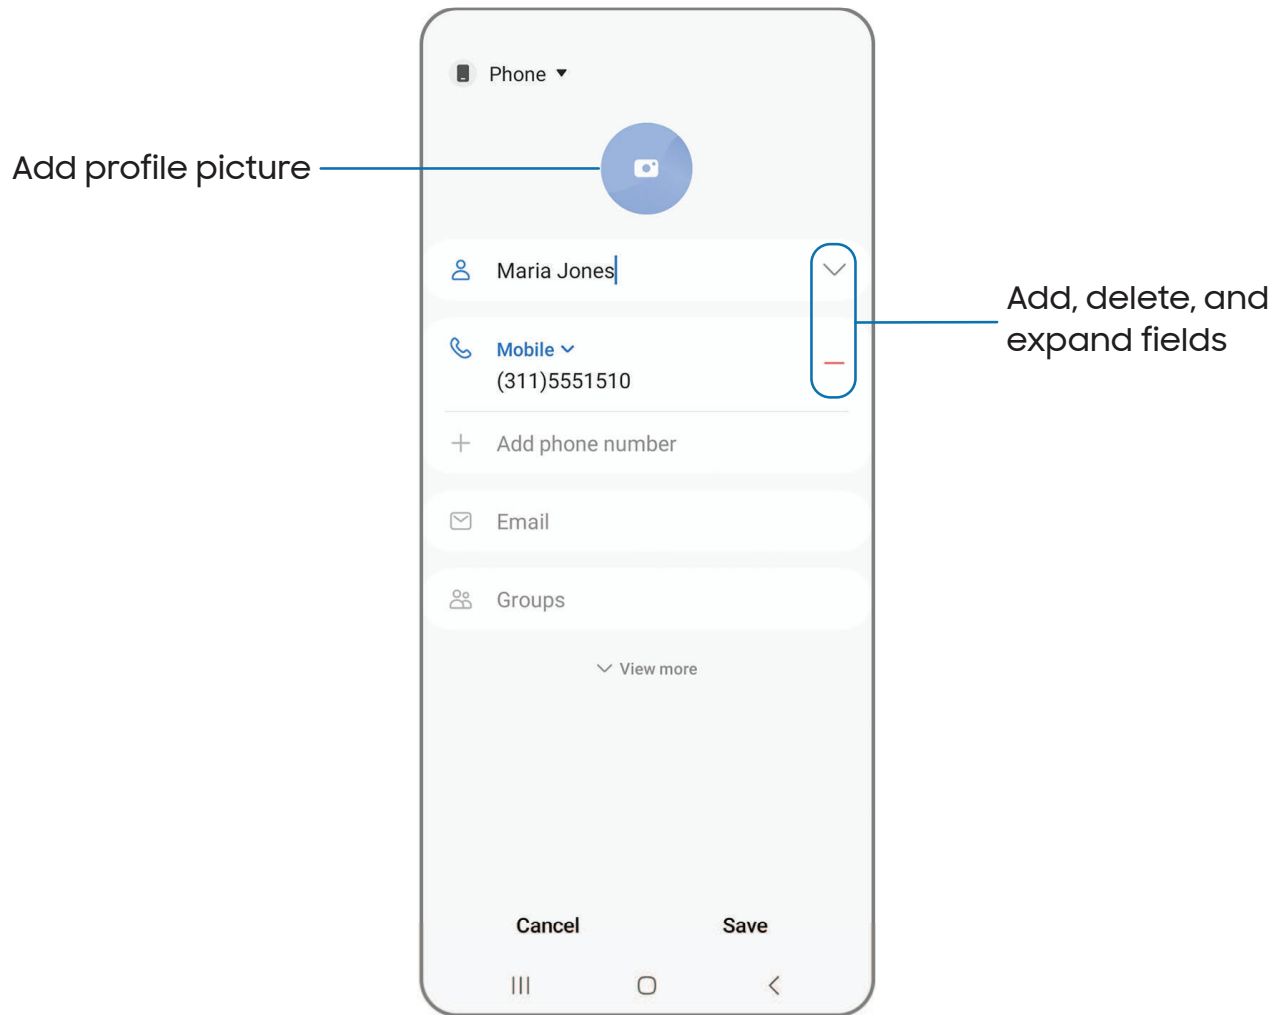 Phone
Add profile picture
Maria Jones
Add, delete, and
expand fields
Mobile
(311)5551510
Add phone number
Email
Groups
View more
Cancel
Save